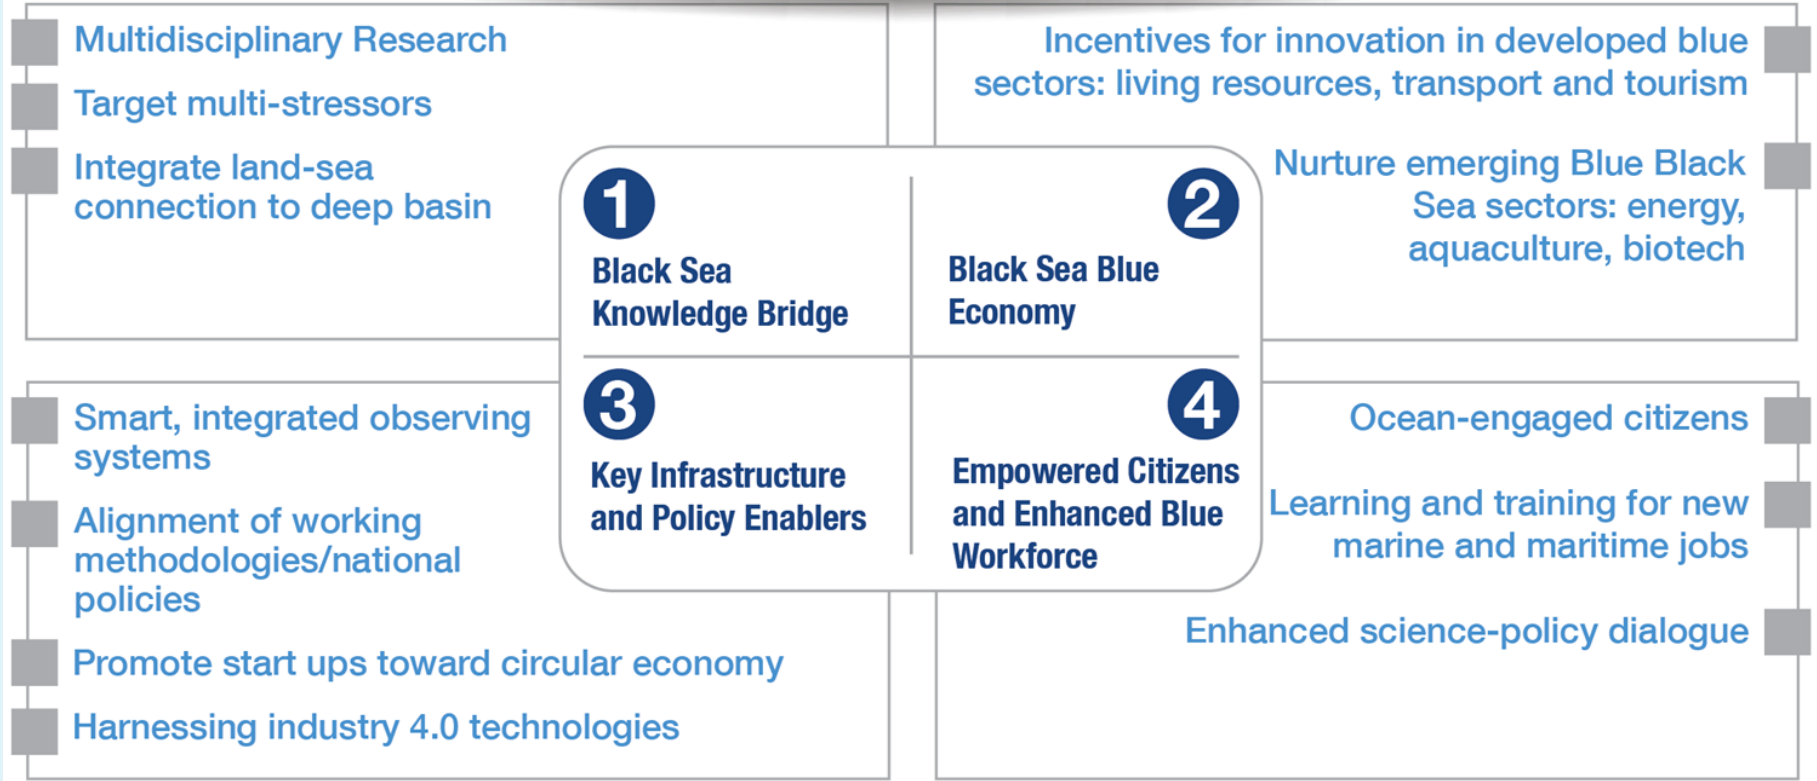 Multidisciplinary Research
Target multi-stressors
Integrate land-sea
connection to deep basin
1
Black Sea
Knowledge Bridge
Incentives for innovation in developed blue
sectors: living resources, transport and tourism
Nurture emerging Blue Black
Sea sectors: energy,
aquaculture, biotech
2
Black Sea Blue
Economy
3
Key Infrastructure
and Policy Enablers
Smart, integrated observing
systems
Alignment of working
methodologies/national
policies
Promote start ups toward circular economy
Harnessing industry 4.0 technologies
4
Empowered Citizens
and Enhanced Blue
Workforce
Ocean-engaged citizens
Learning and training for new
marine and maritime jobs
Enhanced science-policy dialogue